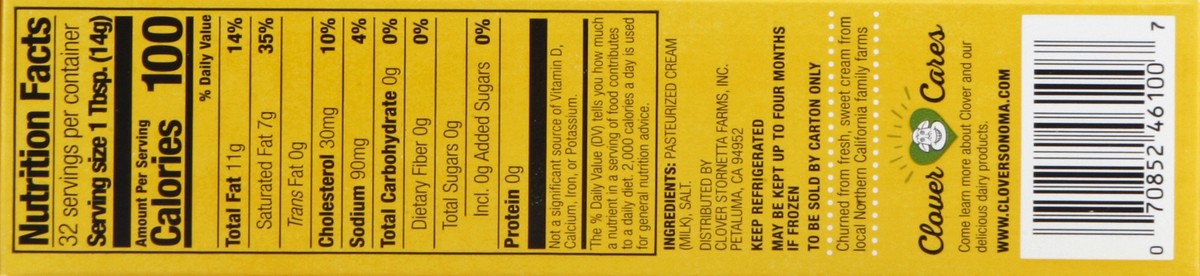 Nutrition Facts
32 servings per container
Serving size 1 Tbsp. (14g)
Amount Per Serving
Calories 100
% Daily Value
Total Fat 11g 14%
Saturated Fat 7g 35%
Trans Fat 0g
Cholesterol 30mg 10%
Sodium 90mg 4%
Total Carbohydrate 0g 0%
Dietary Fiber 0g 0%
Total Sugars 0g
Incl. 0g Added Sugars 0%
Protein 0g
Not a significant source of Vitamin D,
Calcium, Iron, or Potassium.
*The % Daily Value (DV) tells you how much
a nutrient in a serving of food contributes
to a daily diet. 2,000 calories a day is used
for general nutrition advice.
INGREDIENTS: PASTEURIZED CREAM
(MILK), SALT.
DISTRIBUTED BY
CLOVER STORNETTA FARMS, INC.
PETALUMA, CA 94952
KEEP REFRIGERATED
MAY BE KEPT UP TO FOUR MONTHS
IF FROZEN
TO BE SOLD BY CARTON ONLY
Churned from fresh, sweet cream from
local Northern California family farms
Clover Cares
Come learn more about Clover and our
delicious dairy products.
WWW.CLOVERSONOMA.COM
0 70852 46100 7